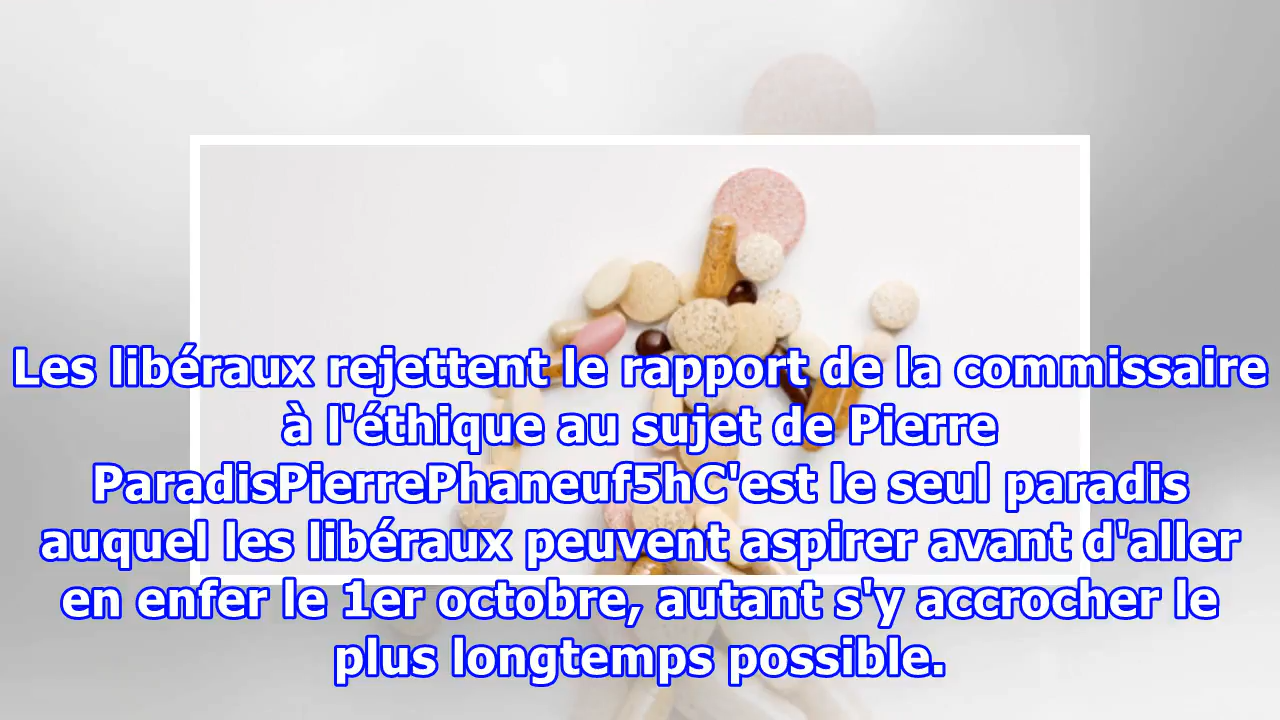 Les libéraux rejettent le rapport de la commissaire
à l'éthique au sujet de Pierre
ParadisPierrePhaneuf5hC'est le seul paradis
auquel les libéraux peuvent aspirer avant d'aller
en enfer le 1er octobre, autant s'y accrocher le
plus longtemps possible.